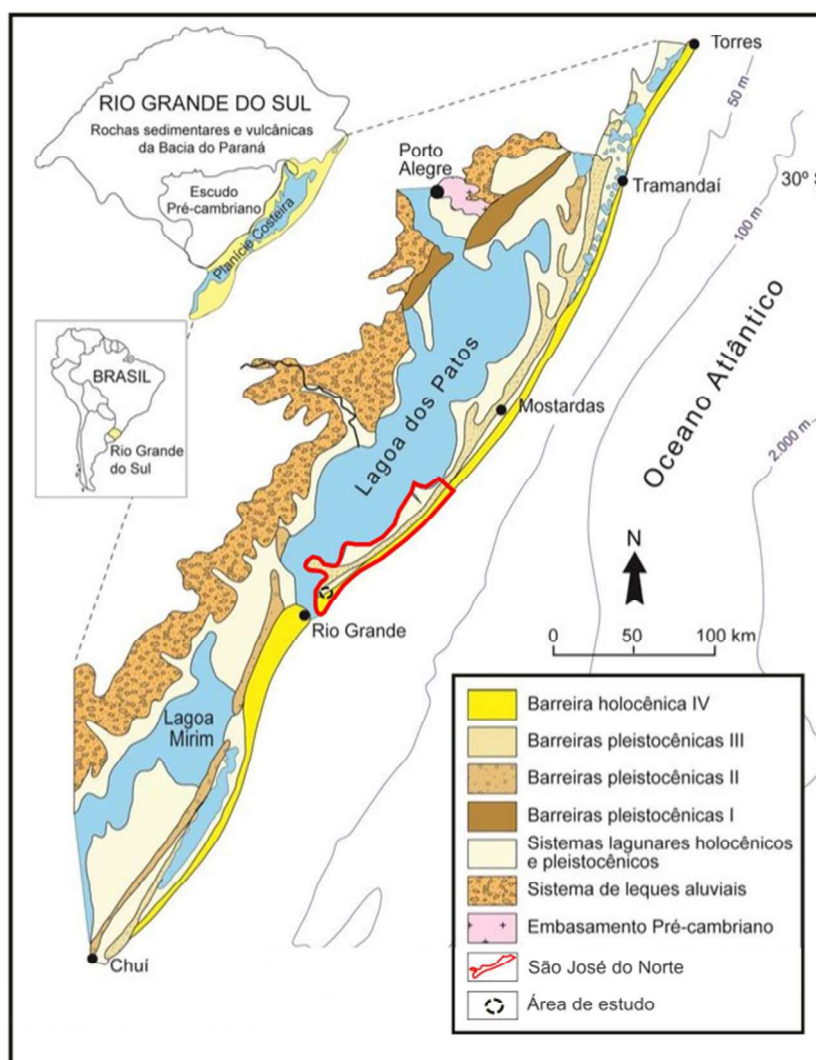 Torres
50 m
RIO GRANDE DO SUL
Rochas sedimentares e vulcânicas
da Bacia do Paraná
Porto
Alegre
Escudo
Pré-cambriano
Tramandaí
30º S
100 m
Planície Costeira
Oceano Atlântico
BRASIL
Rio Grande
do Sul
Mostardas
Lagoa dos Patos
2.000 m
N
Rio Grande
0 50 100 km
Lagoa
Mirim
Chuí
Barreira holocênica IV
Barreiras pleistocênicas III
Barreiras pleistocênicas II
Barreiras pleistocênicas I
Sistemas lagunares holocênicos
e pleistocênicos
Sistema de leques aluviais
Embasamento Pré-cambriano
São José do Norte
Área de estudo